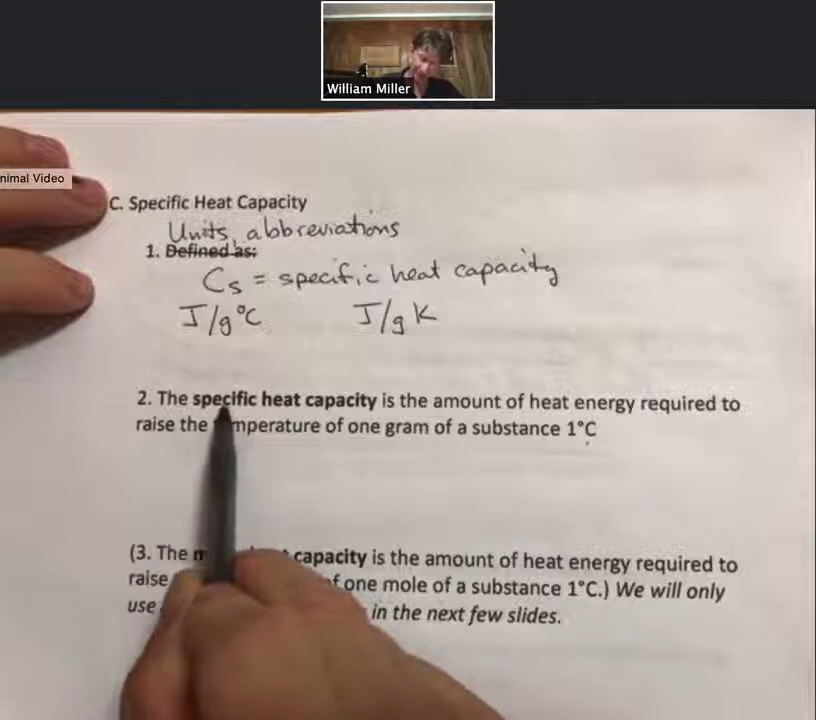 William Miller
nimal Video
C. Specific Heat Capacity
Units, abbreviations
1. Defined as:
Cs = specific heat capacity
J/g°C J/g K
2. The specific heat capacity is the amount of heat energy required to
raise the mperature of one gram of a substance 1°C
(3. The m capacity is the amount of heat energy required to
raise f one mole of a substance 1°C.) We will only
use in the next few slides.